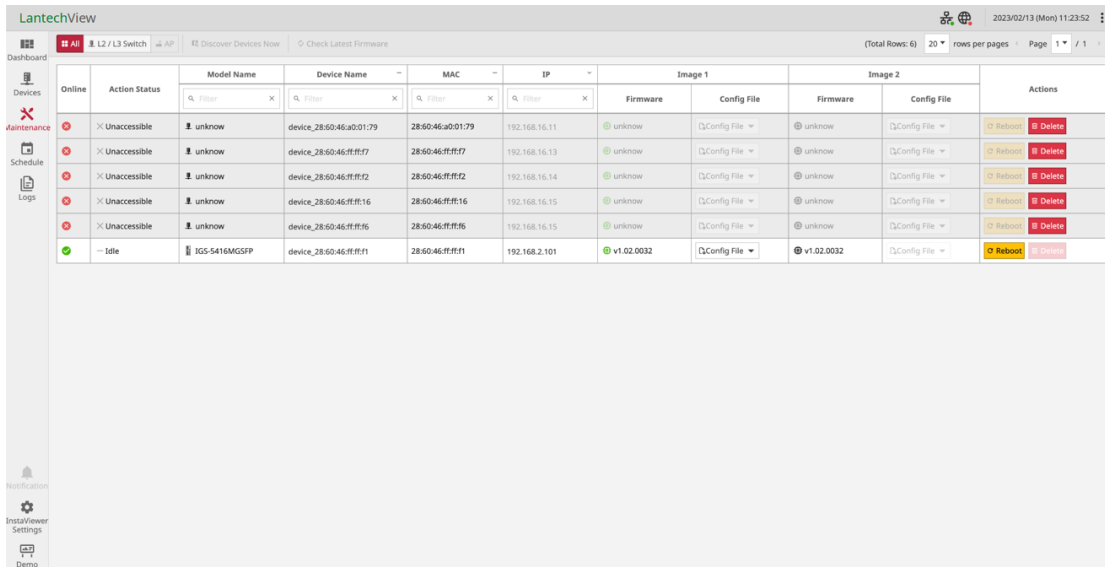 LantechView
2023/02/13 (Mon) 11:23:52
Dashboard
Devices
Maintenance
Schedule
Logs
Notification
InstaViewer
Settings
Demo
All L2 / L3 Switch AP Discover Devices Now Check Latest Firmware (Total Rows: 6) 20 rows per pages Page 1 / 1
Online Action Status Model Name Device Name MAC IP Image 1 Image 2 Actions
Filter Filter Filter Filter Firmware Config File Firmware Config File
Unaccessible unknow device_28:60:46:a0:01:79 28:60:46:a0:01:79 192.168.16.11 unknow Config File unknow Config File Reboot Delete
Unaccessible unknow device_28:60:46:ff:ff:f7 28:60:46:ff:ff:f7 192.168.16.13 unknow Config File unknow Config File Reboot Delete
Unaccessible unknow device_28:60:46:ff:ff:f2 28:60:46:ff:ff:f2 192.168.16.14 unknow Config File unknow Config File Reboot Delete
Unaccessible unknow device_28:60:46:ff:ff:16 28:60:46:ff:ff:16 192.168.16.15 unknow Config File unknow Config File Reboot Delete
Unaccessible unknow device_28:60:46:ff:ff:f6 28:60:46:ff:ff:f6 192.168.16.15 unknow Config File unknow Config File Reboot Delete
Idle IGS-5416MGSFP device_28:60:46:ff:ff:f1 28:60:46:ff:ff:f1 192.168.2.101 v1.02.0032 Config File v1.02.0032 Config File Reboot Delete